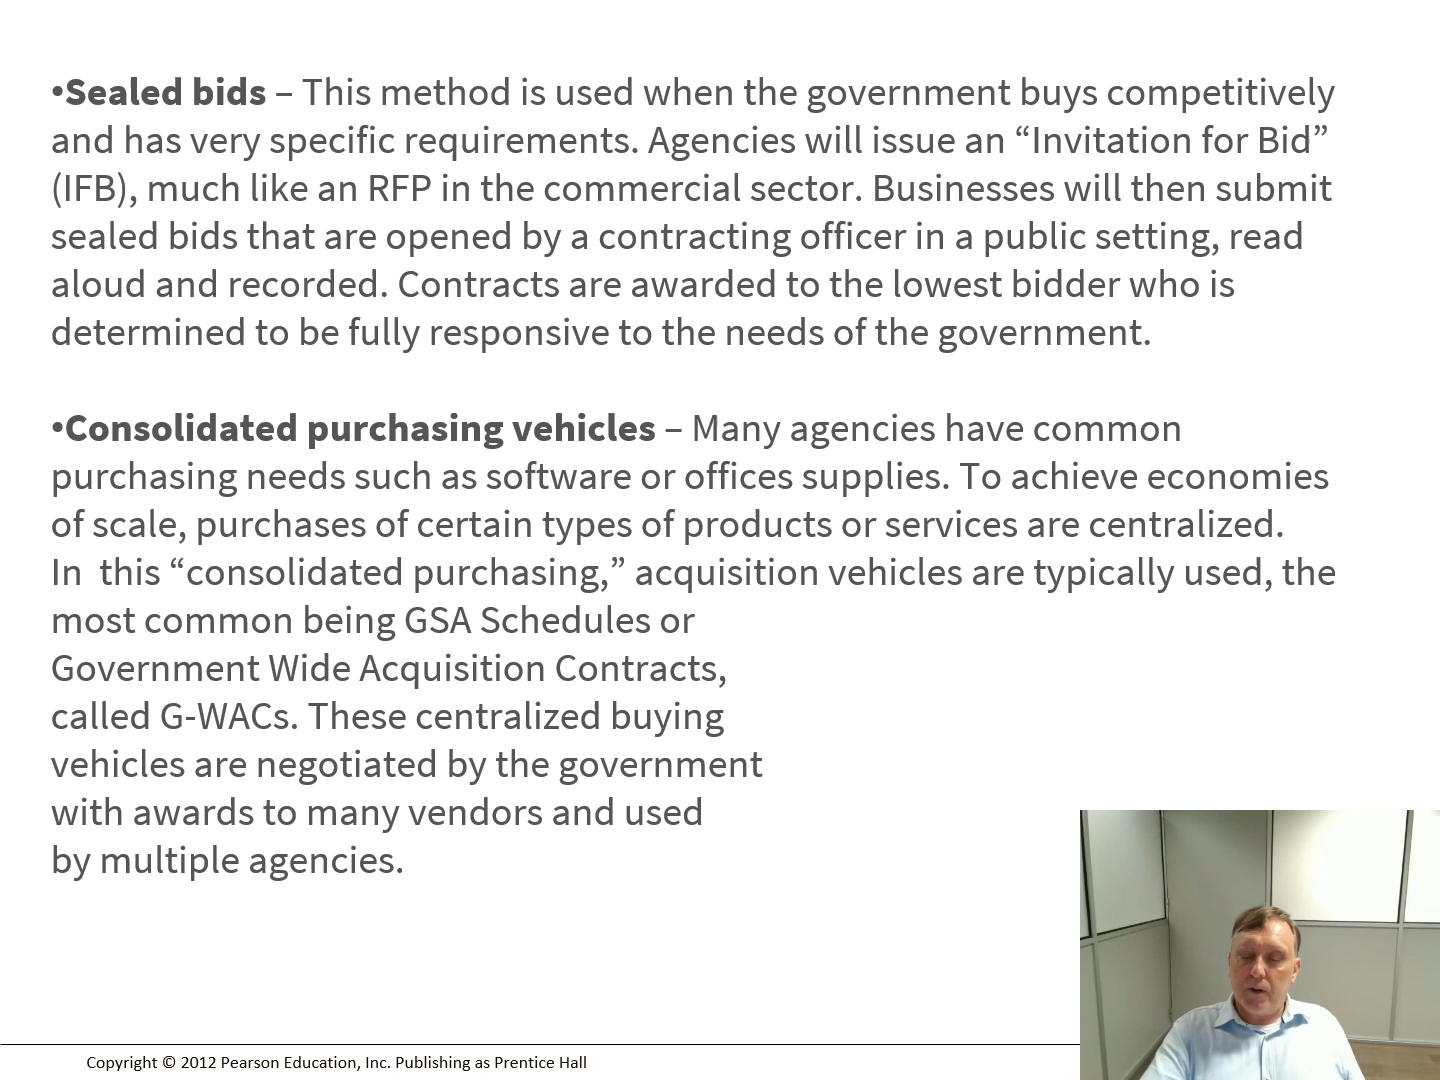 •Sealed bids – This method is used when the government buys competitively
and has very specific requirements. Agencies will issue an “Invitation for Bid”
(IFB), much like an RFP in the commercial sector. Businesses will then submit
sealed bids that are opened by a contracting officer in a public setting, read
aloud and recorded. Contracts are awarded to the lowest bidder who is
determined to be fully responsive to the needs of the government.
•Consolidated purchasing vehicles – Many agencies have common
purchasing needs such as software or offices supplies. To achieve economies
of scale, purchases of certain types of products or services are centralized.
In  this “consolidated purchasing,” acquisition vehicles are typically used, the
most common being GSA Schedules or
Government Wide Acquisition Contracts,
called G-WACs. These centralized buying
vehicles are negotiated by the government
with awards to many vendors and used
by multiple agencies.
Copyright © 2012 Pearson Education, Inc. Publishing as Prentice Hall